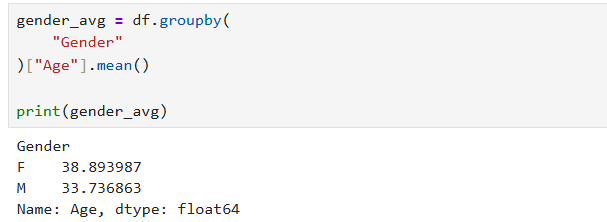 gender_avg = df.groupby(
    "Gender"
)["Age"].mean()

print(gender_avg)
Gender
F    38.893987
M    33.736863
Name: Age, dtype: float64